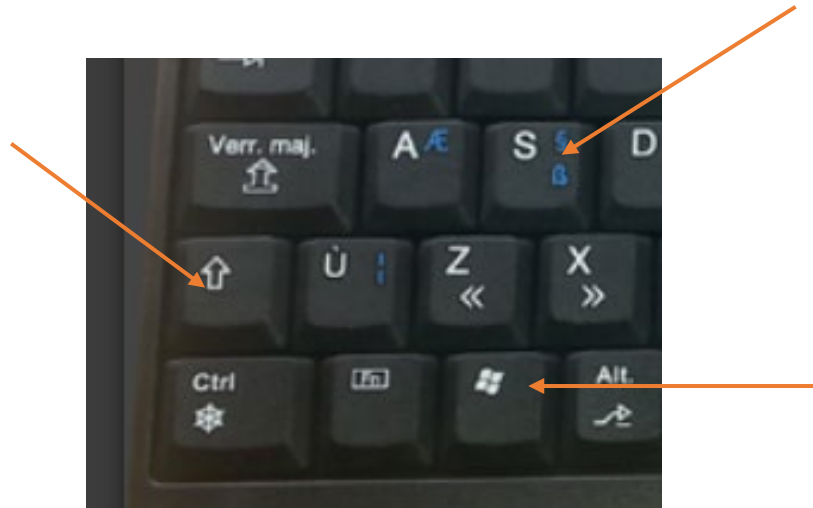 Verr. maj.
A Æ
S §
ß
D
Ù ¦
Z
«
X
»
Ctrl
Fn
Alt.